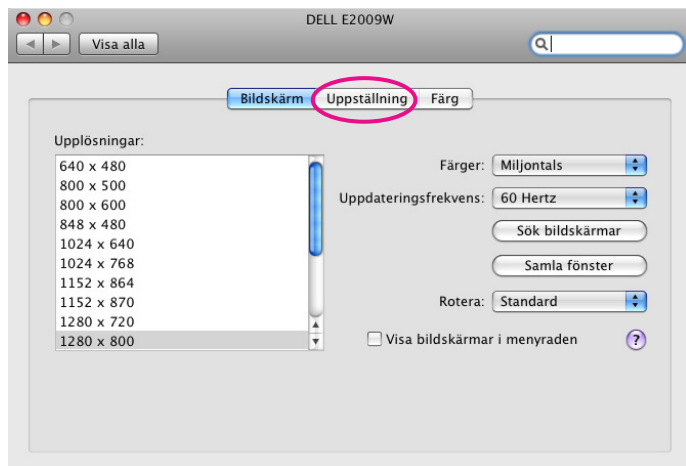 DELL E2009W
Visa alla
Bildskärm Uppställning Färg
Upplösningar:
640 x 480
800 x 500
800 x 600
848 x 480
1024 x 640
1024 x 768
1152 x 864
1152 x 870
1280 x 720
1280 x 800
Färger: Miljontals
Uppdateringsfrekvens: 60 Hertz
Sök bildskärmar
Samla fönster
Rotera: Standard
Visa bildskärmar i menyraden ?